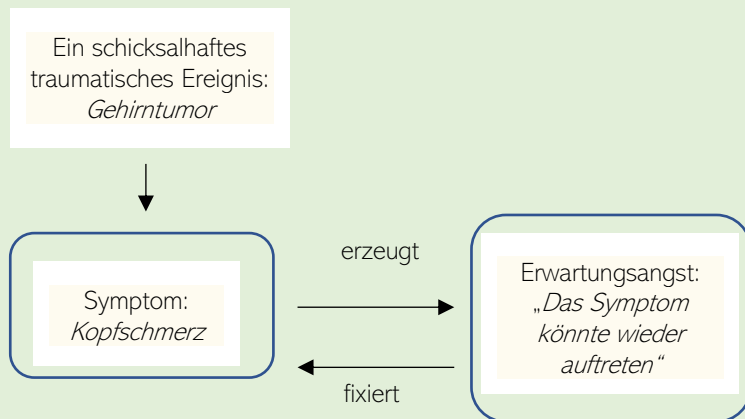 Ein schicksalhaftes
traumatisches Ereignis:
Gehirntumor
erzeugt
Symptom:
Kopfschmerz
Erwartungsangst:
„Das Symptom
könnte wieder
auftreten“
fixiert